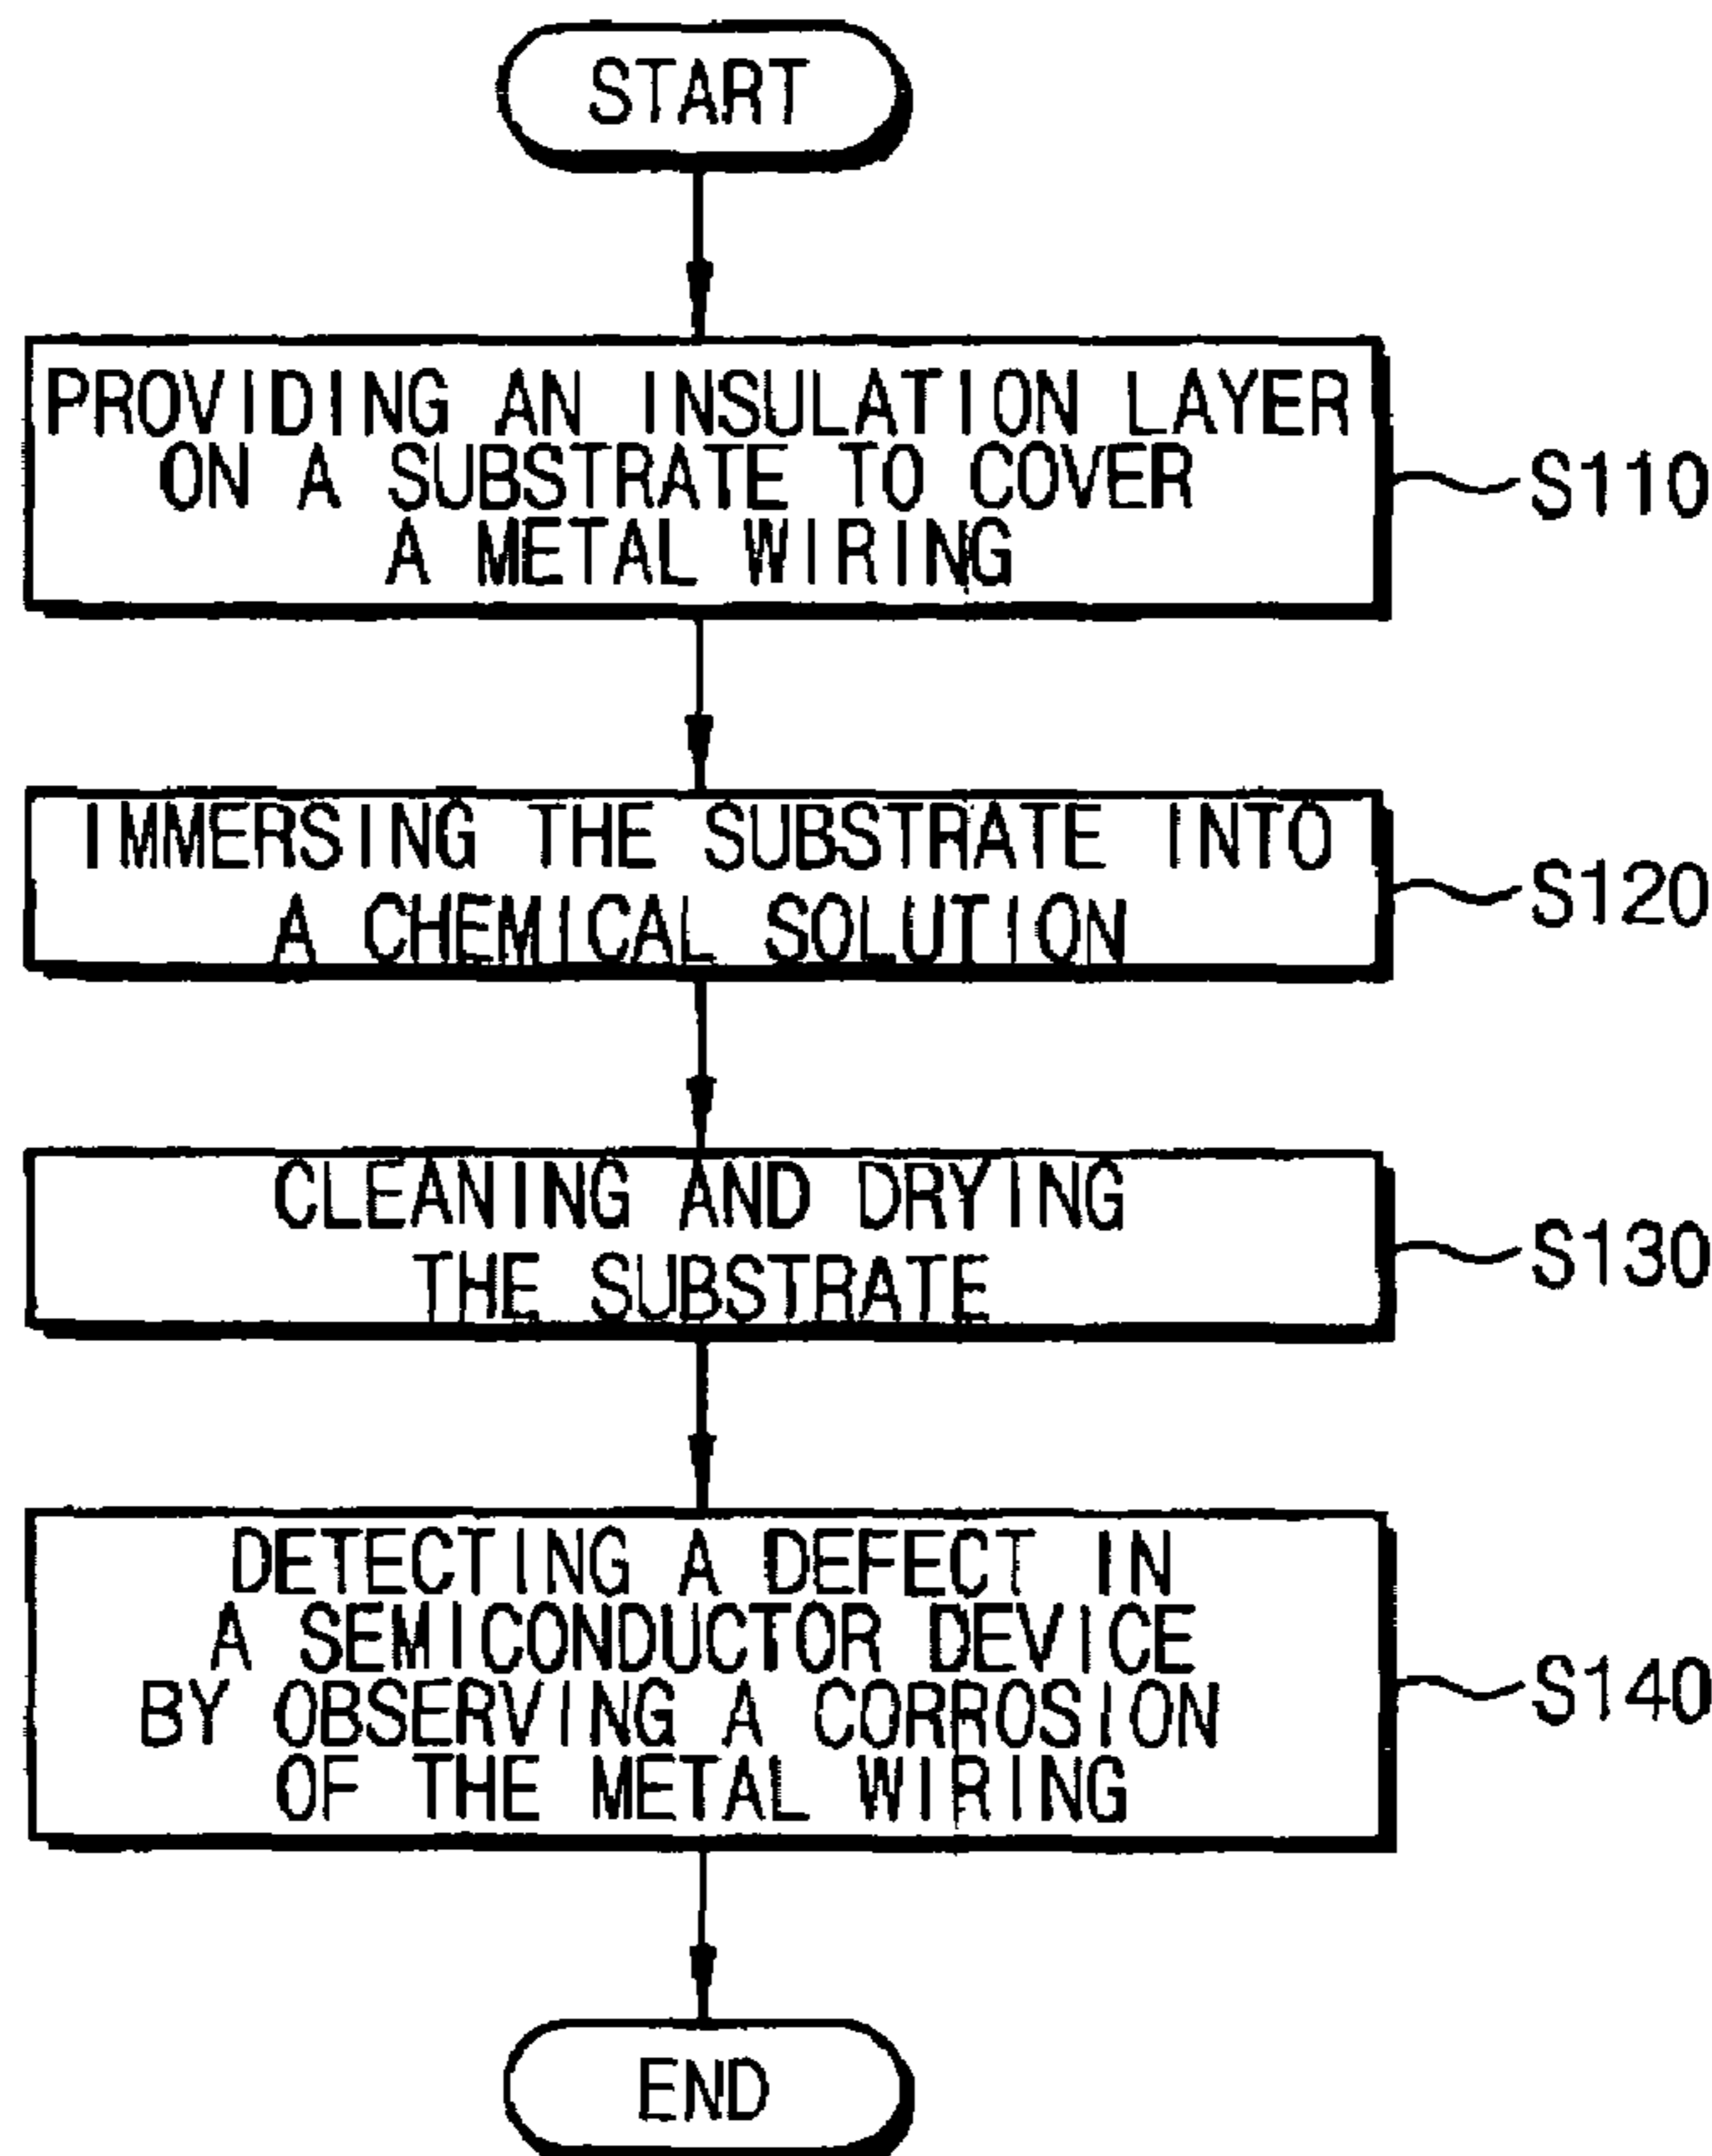 START
PROVIDING AN INSULATION LAYER
ON A SUBSTRATE TO COVER
A METAL WIRING
S110
IMMERSING THE SUBSTRATE INTO
A CHEMICAL SOLUTION
S120
CLEANING AND DRYING
THE SUBSTRATE
S130
DETECTING A DEFECT IN
A SEMICONDUCTOR DEVICE
BY OBSERVING A CORROSION
OF THE METAL WIRING
S140
END